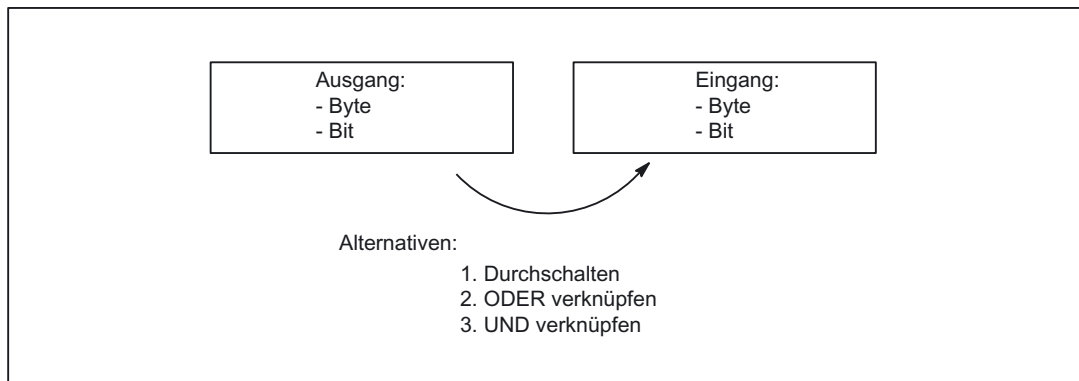 Ausgang:
- Byte
- Bit
Eingang:
- Byte
- Bit
Alternativen:
1. Durchschalten
2. ODER verknüpfen
3. UND verknüpfen